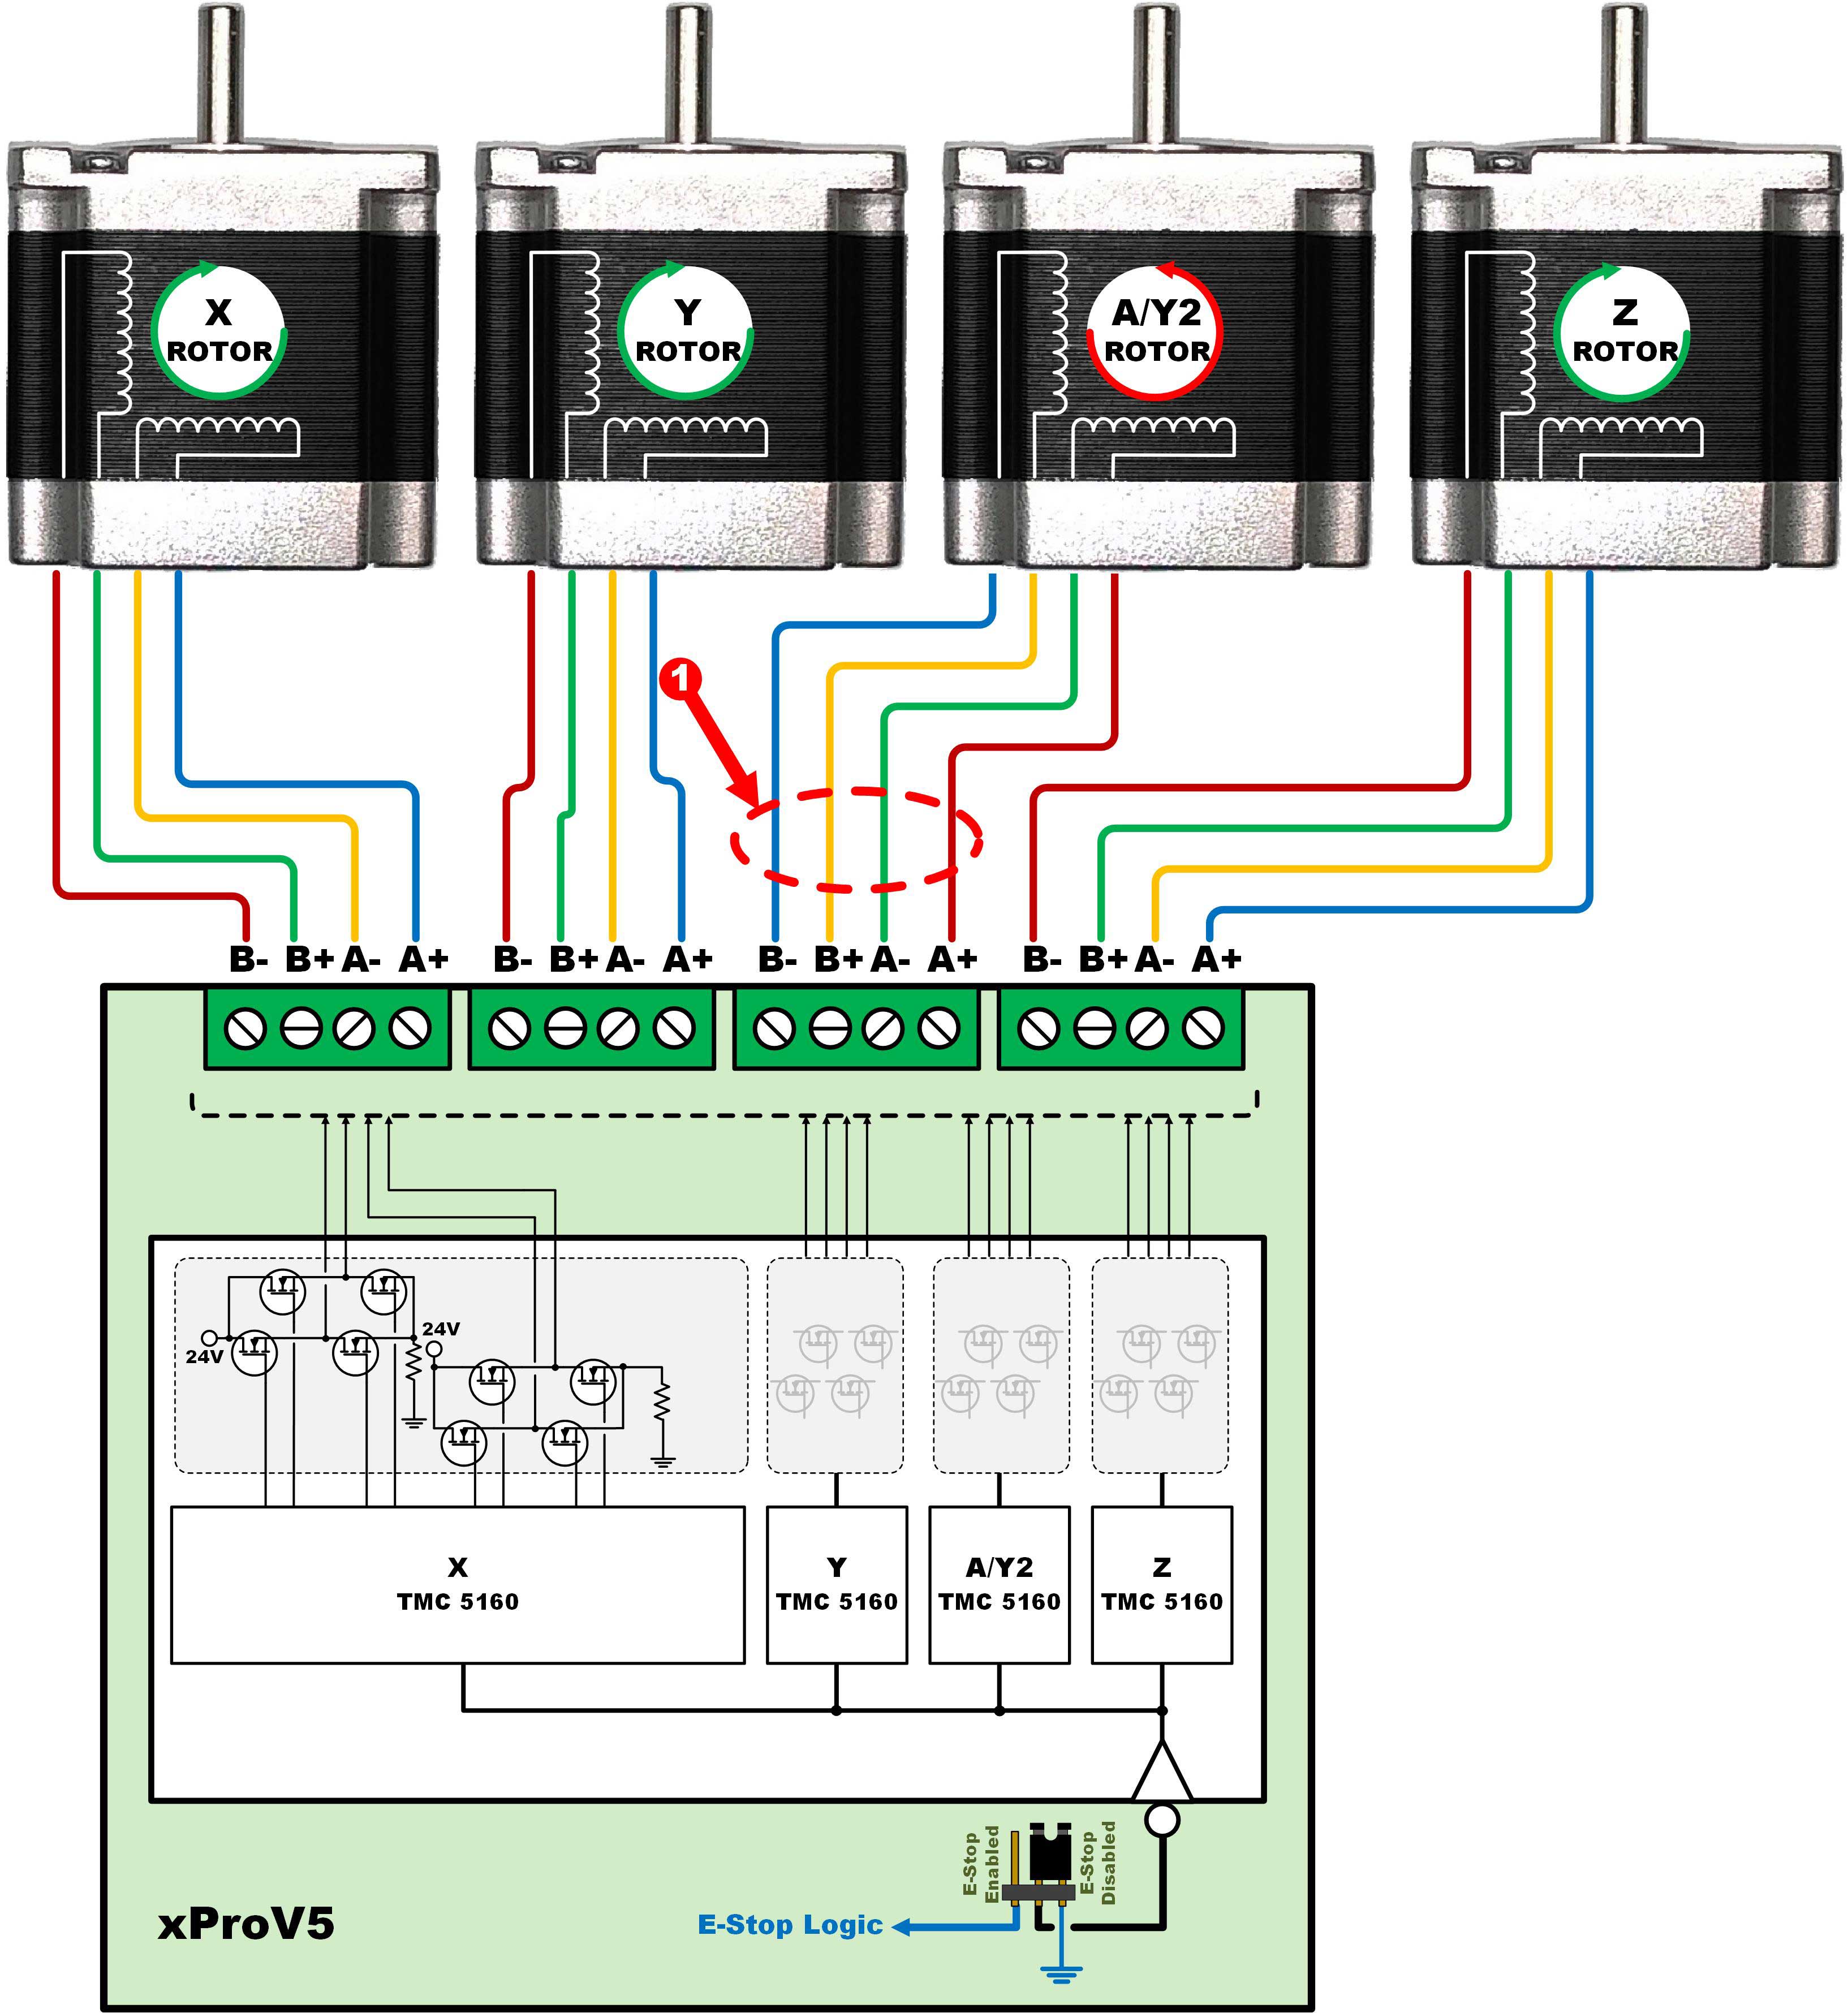 X
ROTOR
Y
ROTOR
A/Y2
ROTOR
Z
ROTOR
1
B- B+ A- A+
B- B+ A- A+
B- B+ A- A+
B- B+ A- A+
24V
24V
X
TMC 5160
Y
TMC 5160
A/Y2
TMC 5160
Z
TMC 5160
E-Stop
Enabled
E-Stop
Disabled
xProV5
E-Stop Logic